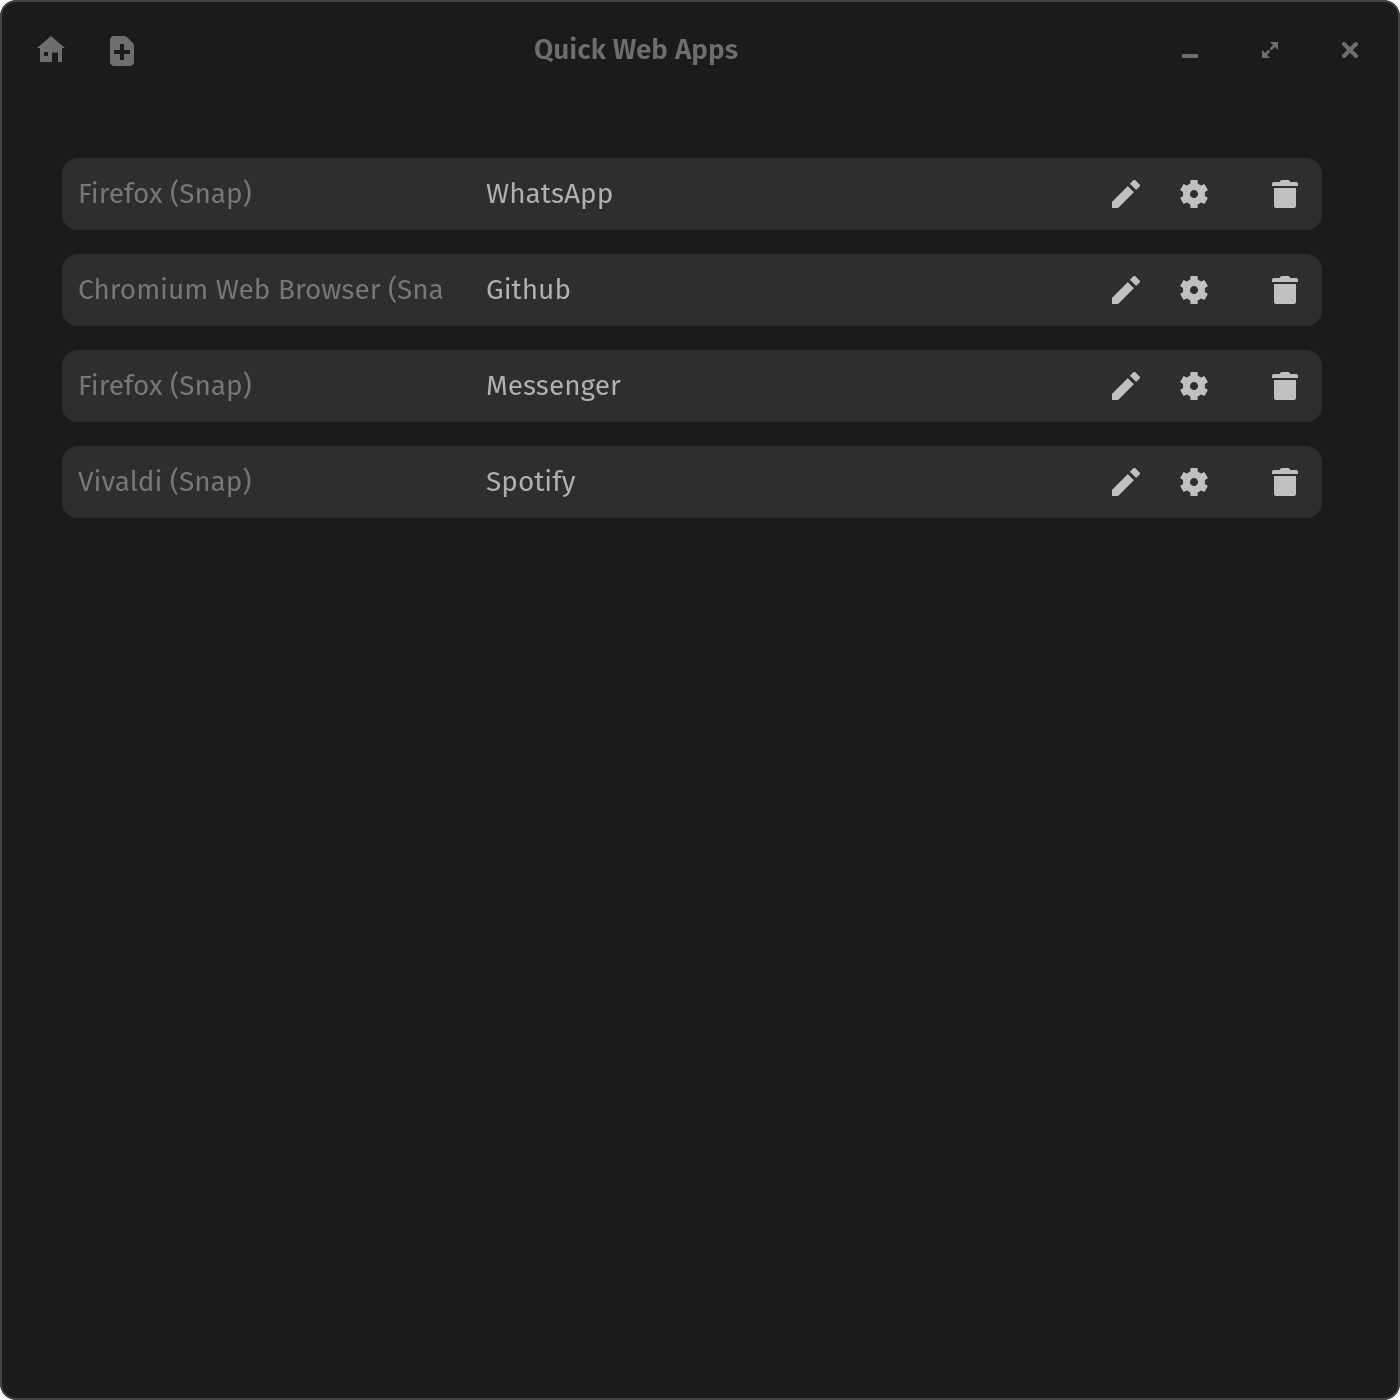 Quick Web Apps
Firefox (Snap) WhatsApp
Chromium Web Browser (Sna Github
Firefox (Snap) Messenger
Vivaldi (Snap) Spotify